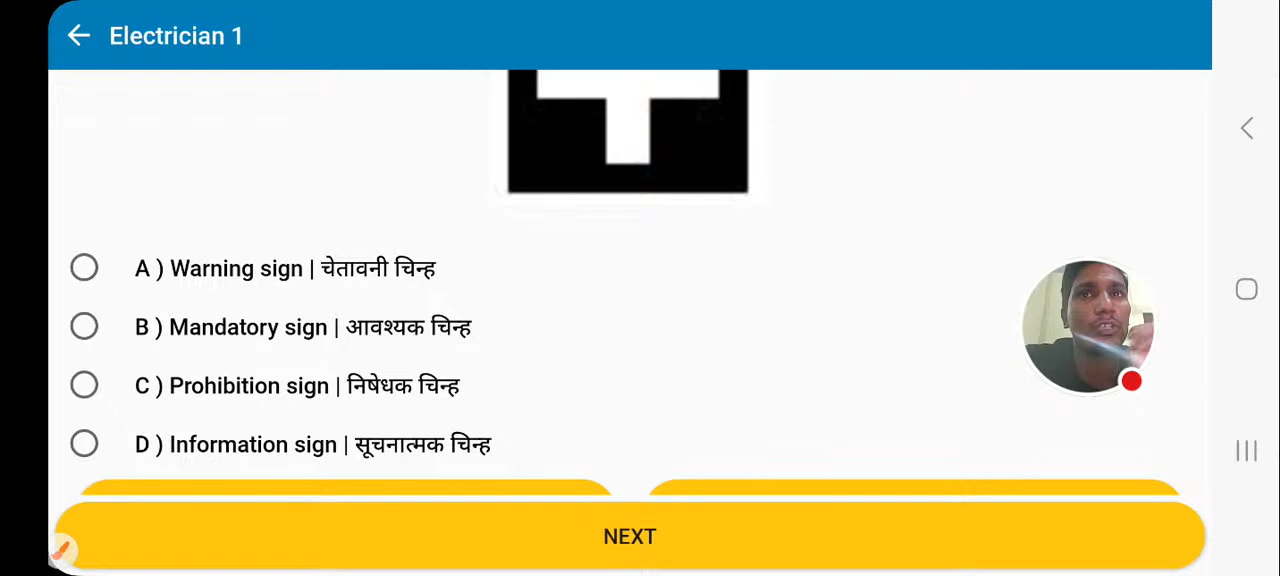 Electrician 1
A ) Warning sign | चेतावनी चिन्ह
B ) Mandatory sign | आवश्यक चिन्ह
C ) Prohibition sign | निषेधक चिन्ह
D ) Information sign | सूचनात्मक चिन्ह
NEXT